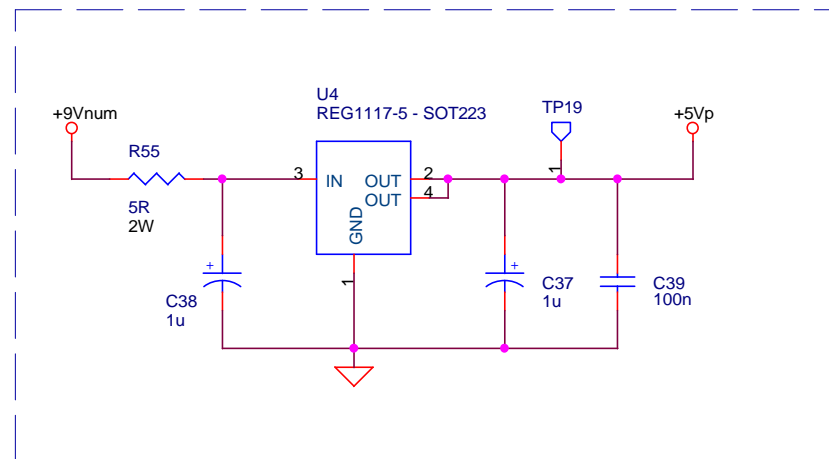 U4
REG1117-5 - SOT223
TP19
+9Vnum
+5Vp
R55
3
IN
OUT
2
OUT
4
1
5R
2W
GND
1
+
+
C38
1u
C37
1u
C39
100n